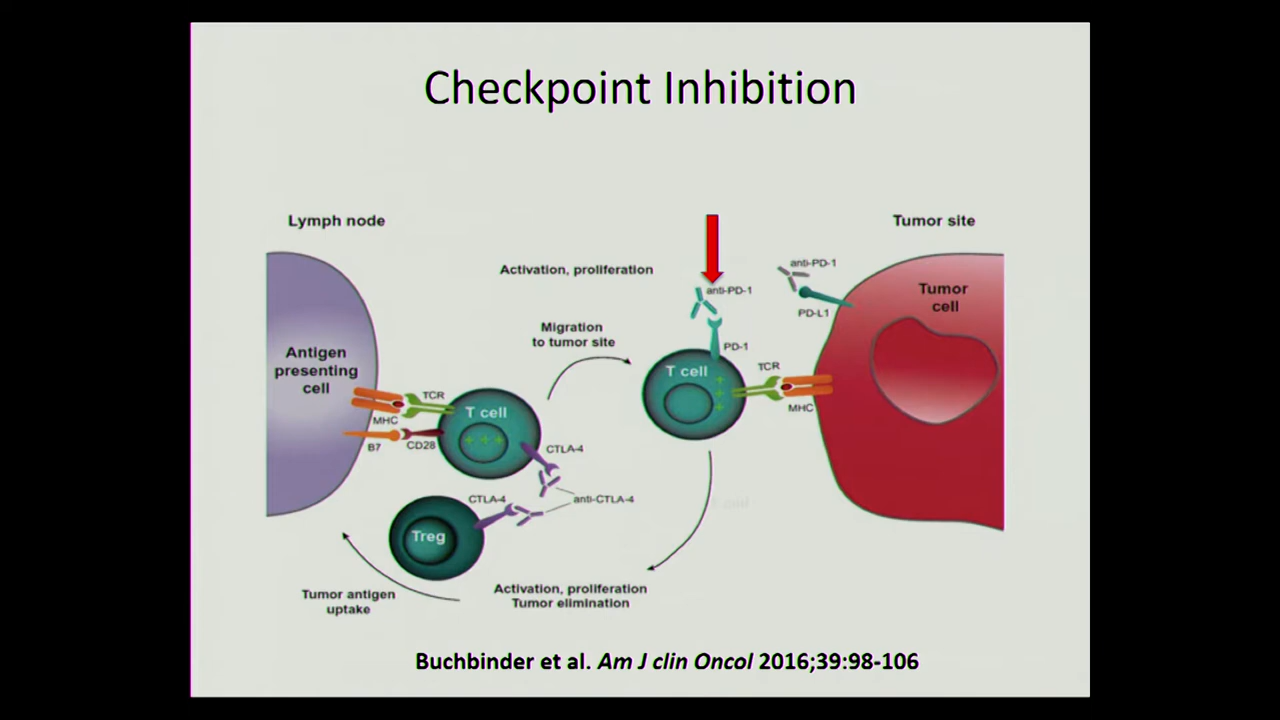 Checkpoint Inhibition
Lymph node
Tumor site
Activation, proliferation
anti-PD-1
anti-PD-1
PD-L1
Tumor
cell
Migration
to tumor site
PD-1
T cell
TCR
MHC
Antigen
presenting
cell
TCR
MHC
T cell
B7
CD28
CTLA-4
CTLA-4
anti-CTLA-4
Treg
Activation, proliferation
Tumor elimination
Tumor antigen
uptake
Buchbinder et al. Am J clin Oncol 2016;39:98-106